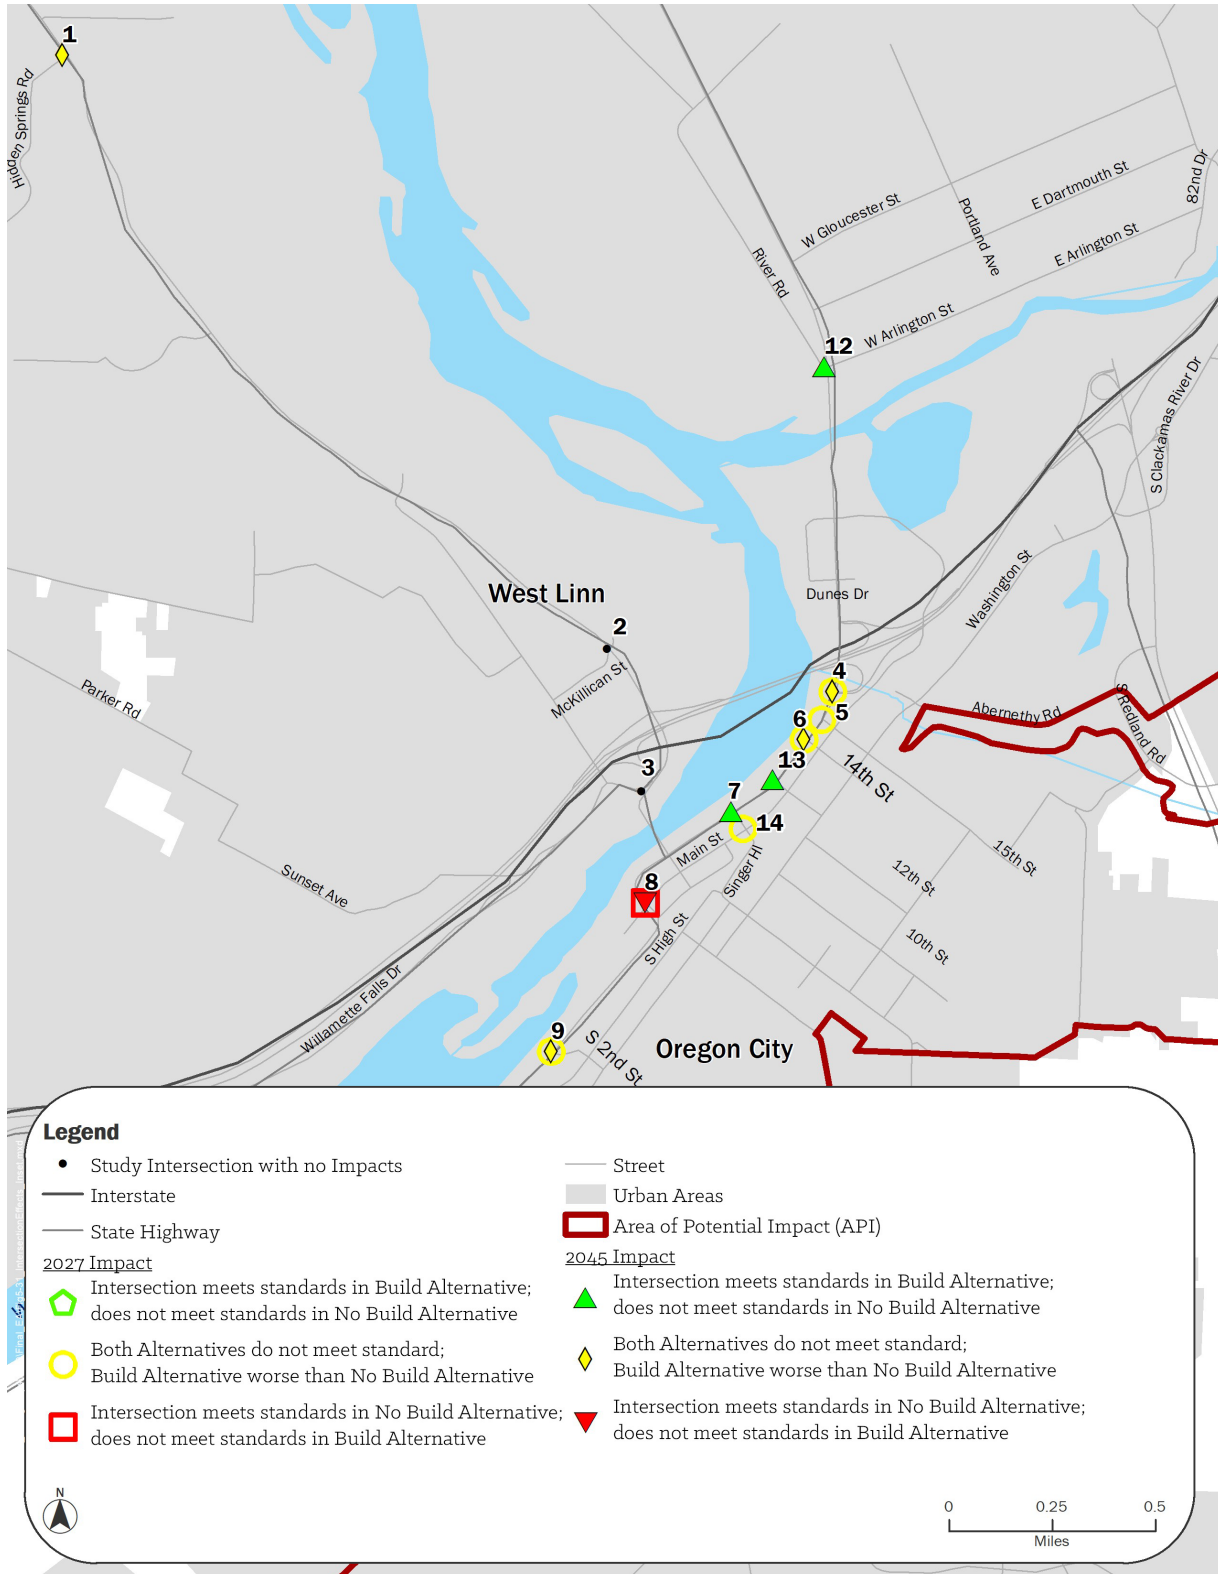 1
Hidden Springs Rd
82nd Dr
E Dartmouth St
W Gloucester St
Portland Ave
E Arlington St
River Rd
W Arlington St
12
S Clackamas River Dr
Washington St
West Linn
Dunes Dr
2
McKillican St
4
Parker Rd
S Redland Rd
Abernethy Rd
6
5
13
3
14th St
7
14
Main St
15th St
Singer Hl
12th St
Sunset Ave
8
S High St
10th St
Willamette Falls Dr
9
S 2nd St
Oregon City
Legend
Study Intersection with no Impacts
Interstate
State Highway
2027 Impact
Intersection meets standards in Build Alternative;
does not meet standards in No Build Alternative
Both Alternatives do not meet standard;
Build Alternative worse than No Build Alternative
Intersection meets standards in No Build Alternative;
does not meet standards in Build Alternative
Street
Urban Areas
Area of Potential Impact (API)
2045 Impact
Intersection meets standards in Build Alternative;
does not meet standards in No Build Alternative
Both Alternatives do not meet standard;
Build Alternative worse than No Build Alternative
Intersection meets standards in No Build Alternative;
does not meet standards in Build Alternative
N
0 0.25 0.5
Miles